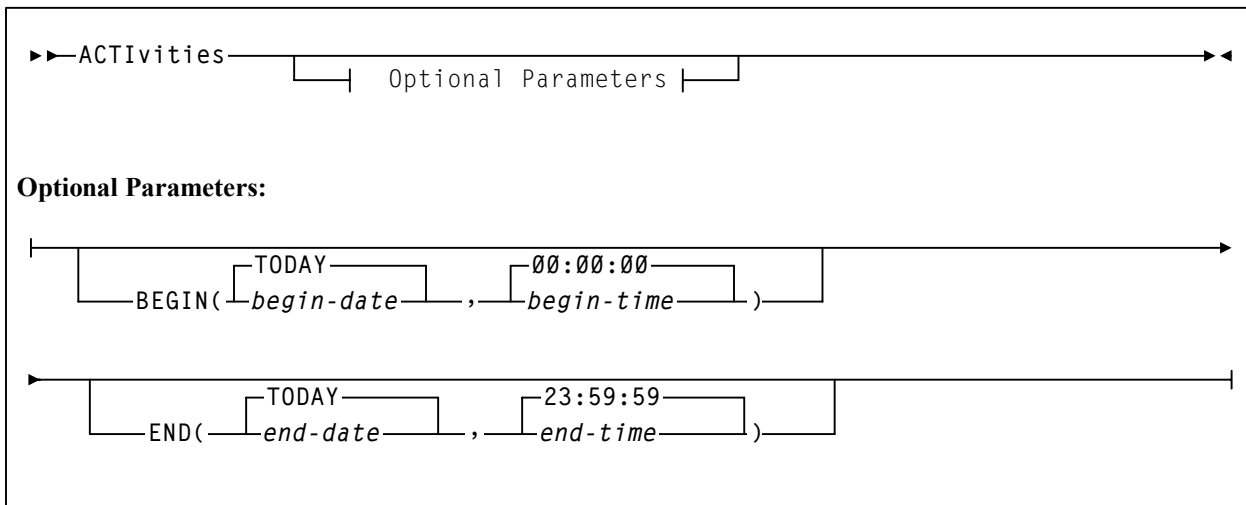 ACTIvities
Optional Parameters
Optional Parameters:
TODAY 00:00:00
BEGIN( begin-date , begin-time )
TODAY 23:59:59
END( end-date , end-time )